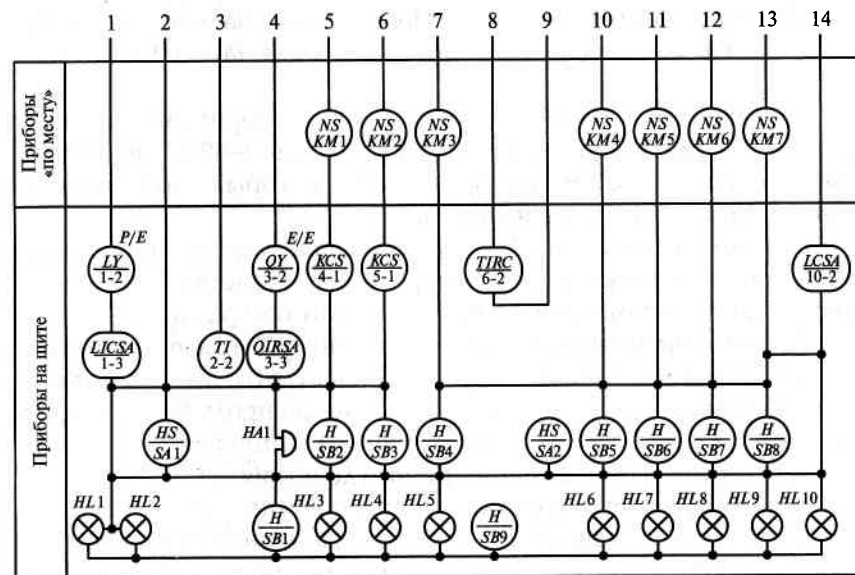 1 2 3 4 5 6 7 8 9 10 11 12 13 14
Приборы
«по месту»
NS
KM1
NS
KM2
NS
KM3
NS
KM4
NS
KM5
NS
KM6
NS
KM7
Приборы на щите
P/E
LY
1-2
E/E
QY
3-2
KCS
4-1
KCS
5-1
TJRC
6-2
LCSA
10-2
LICSA
1-3
TI
2-2
QIRSA
3-3
HS
SA1
HA1
H
SB2
H
SB3
H
SB4
HS
SA2
H
SB5
H
SB6
H
SB7
H
SB8
HL1
HL2
H
SB1
HL3
HL4
HL5
H
SB9
HL6
HL7
HL8
HL9
HL10